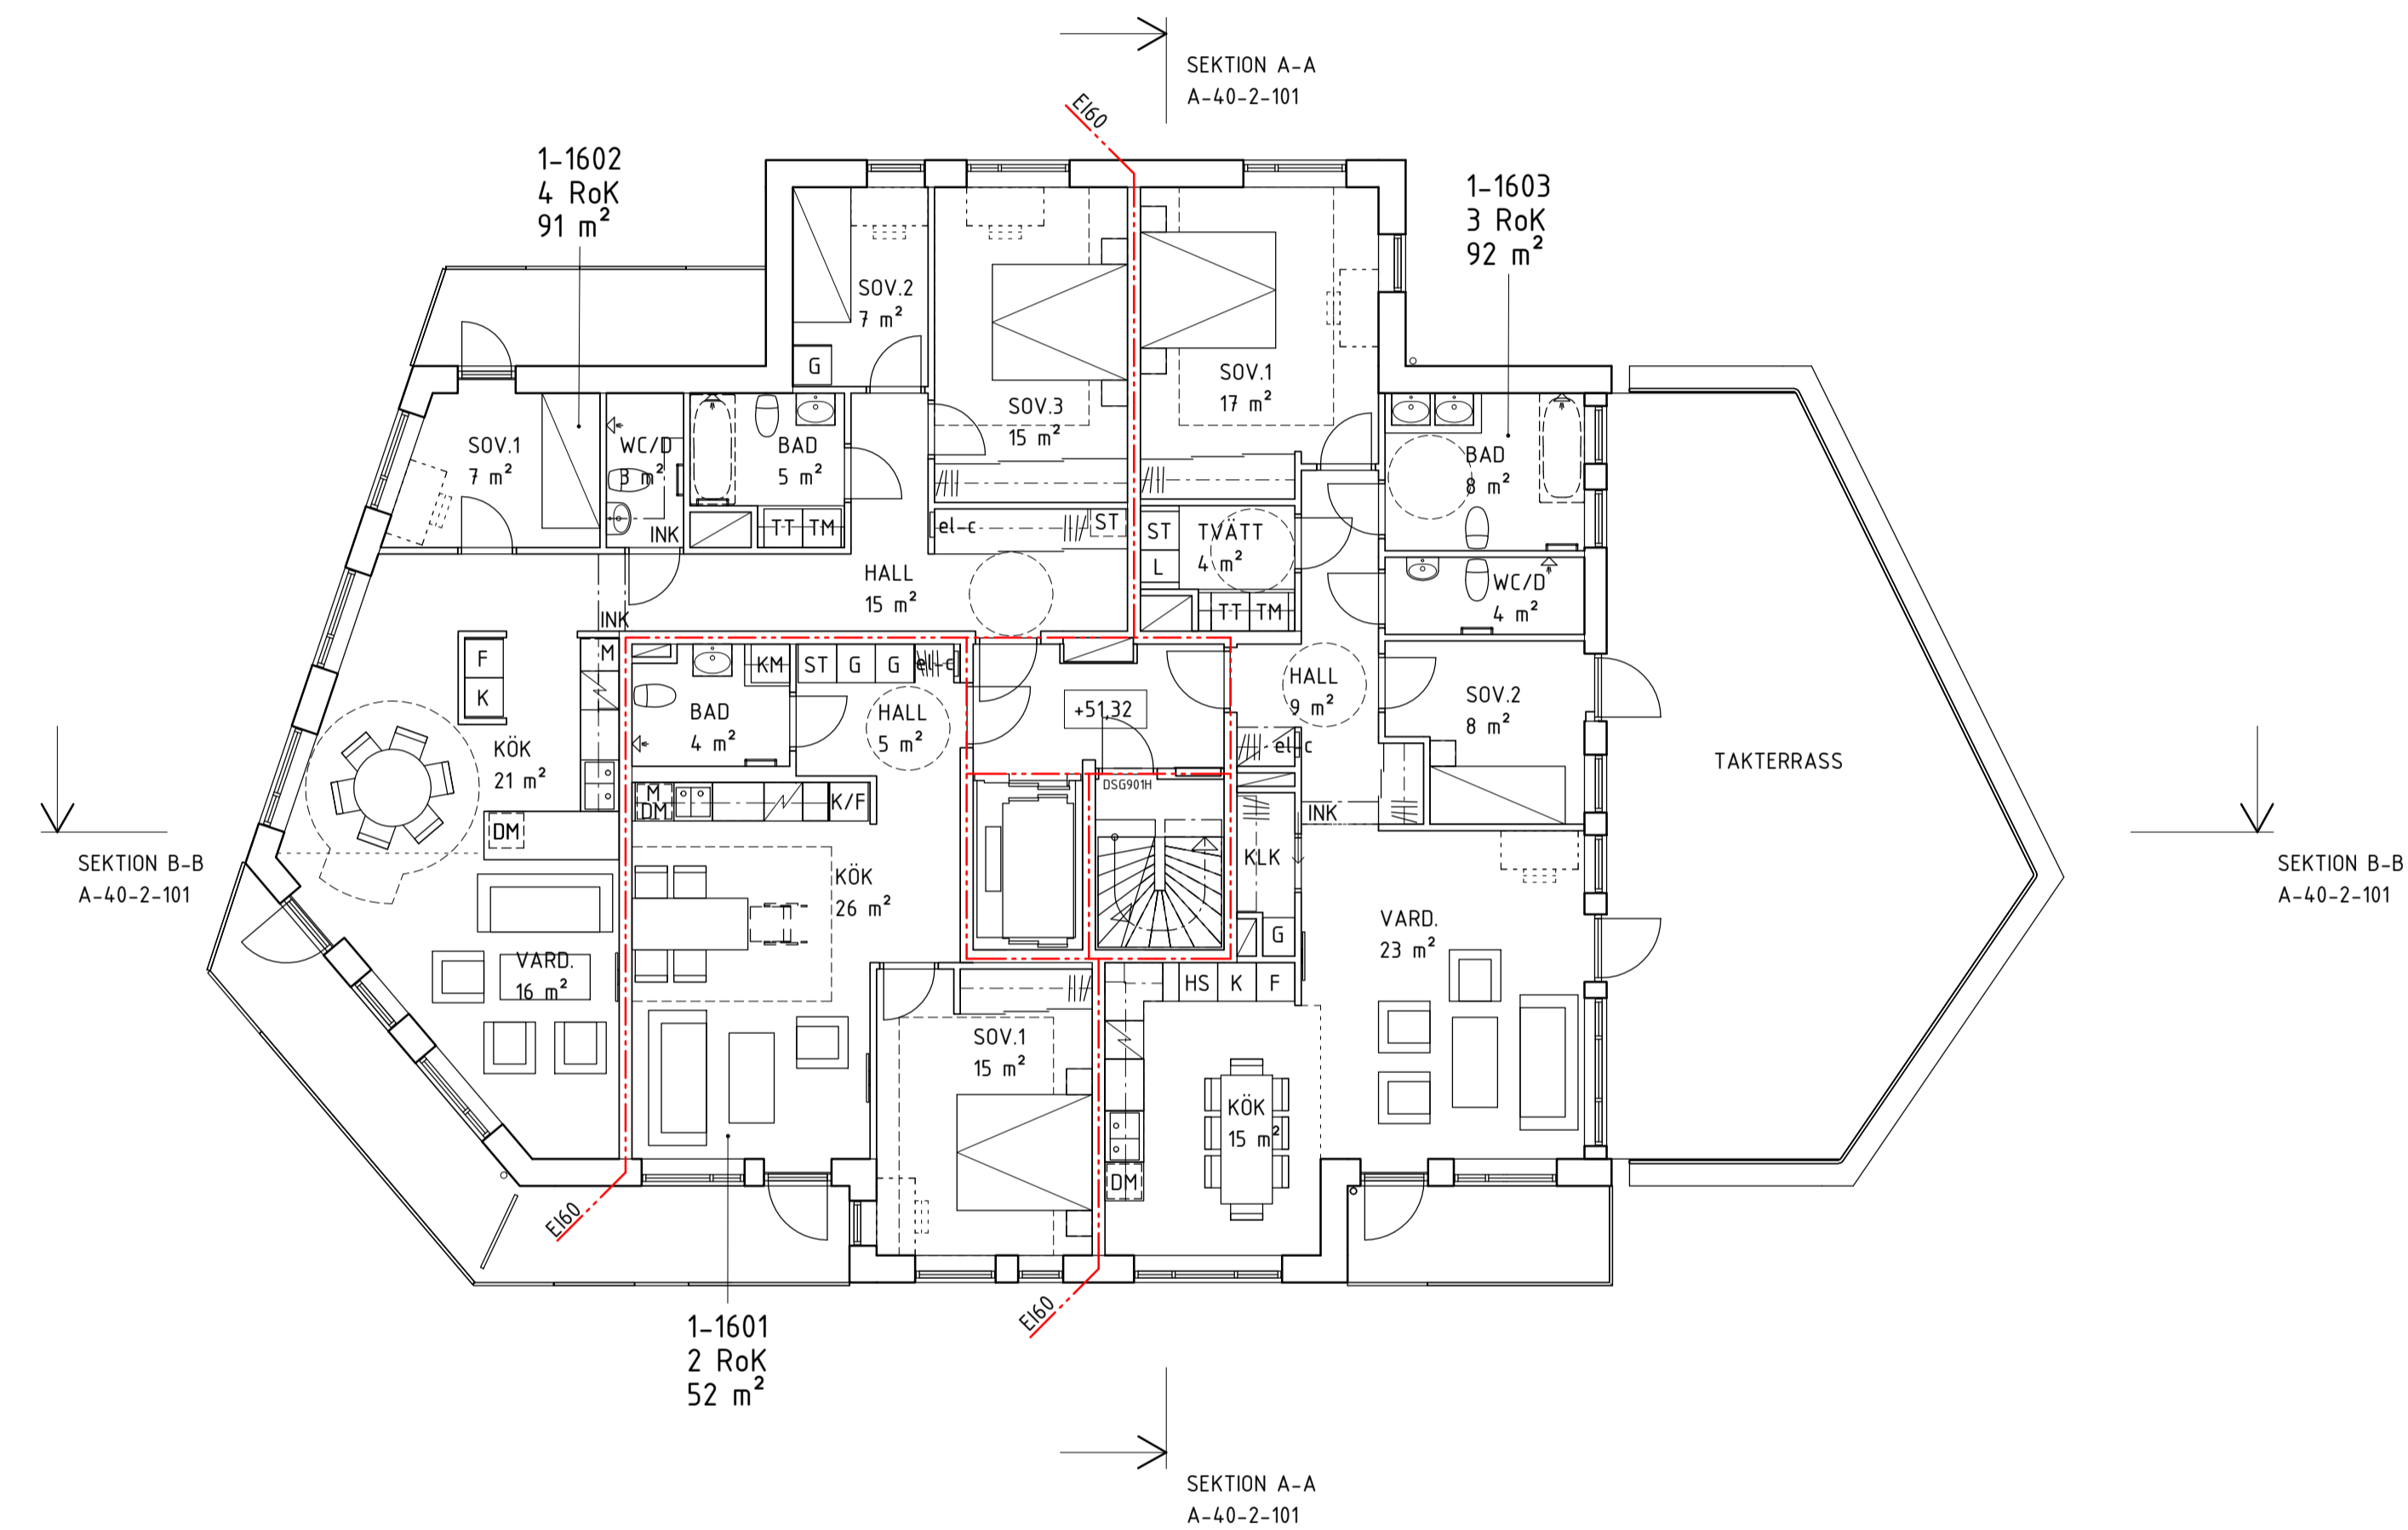 SEKTION A-A
A-40-2-101
EI60
1-1602
4 RoK
91 m²
1-1603
3 RoK
92 m²
SOV.2
7 m²
G
SOV.3
15 m²
SOV.1
17 m²
SOV.1
7 m²
WC/D
3 m²
INK
BAD
5 m²
TT
TM
BAD
8 m²
el-c
ST
ST
L
TVÄTT
4 m²
TT
TM
WC/D
4 m²
HALL
15 m²
INK
M
F
K
KÖK
21 m²
DM
KM
ST
G
G
el-c
BAD
4 m²
HALL
5 m²
+51,32
HALL
9 m²
el-c
SOV.2
8 m²
TAKTERRASS
M
DM
K/F
DSG901H
INK
KLK
SEKTION B-B
A-40-2-101
SEKTION B-B
A-40-2-101
KÖK
26 m²
VARD.
16 m²
G
VARD.
23 m²
HS
K
F
SOV.1
15 m²
KÖK
15 m²
DM
EI60
EI60
1-1601
2 RoK
52 m²
SEKTION A-A
A-40-2-101